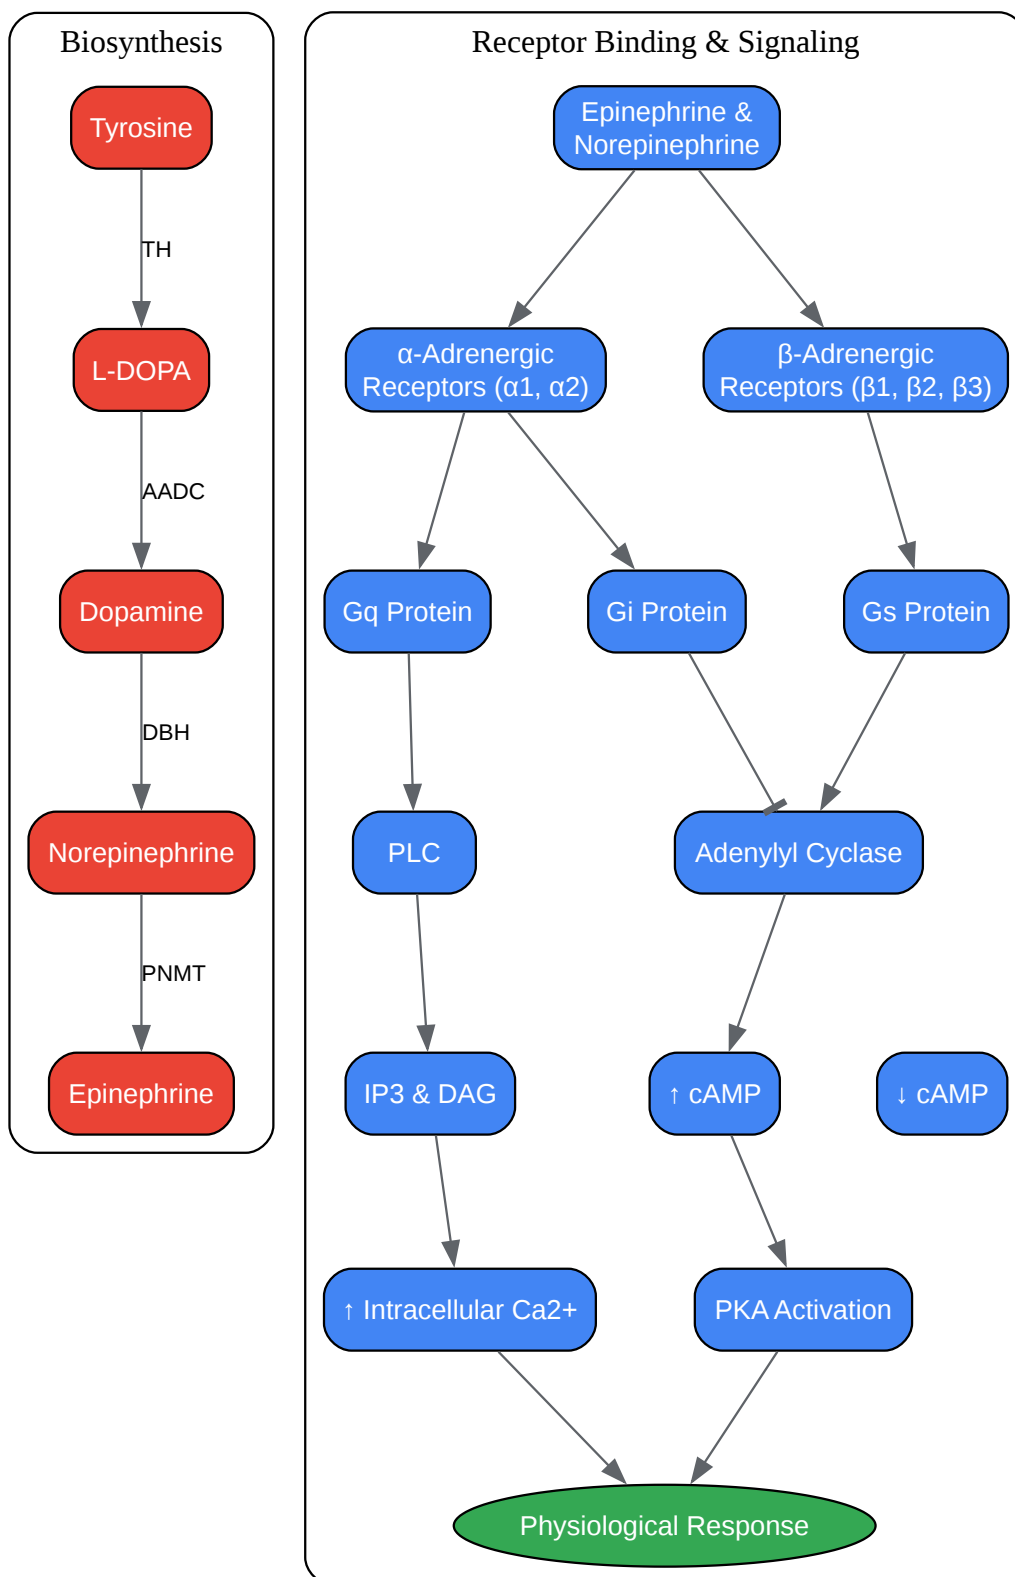 Biosynthesis
Tyrosine
TH
L-DOPA
AADC
Dopamine
DBH
Norepinephrine
PNMT
Epinephrine
Receptor Binding & Signaling
Epinephrine &
Norepinephrine
α-Adrenergic
Receptors (α1, α2)
β-Adrenergic
Receptors (β1, β2, β3)
Gq Protein
Gi Protein
Gs Protein
PLC
Adenylyl Cyclase
IP3 & DAG
↑ cAMP
↓ cAMP
↑ Intracellular Ca2+
PKA Activation
Physiological Response